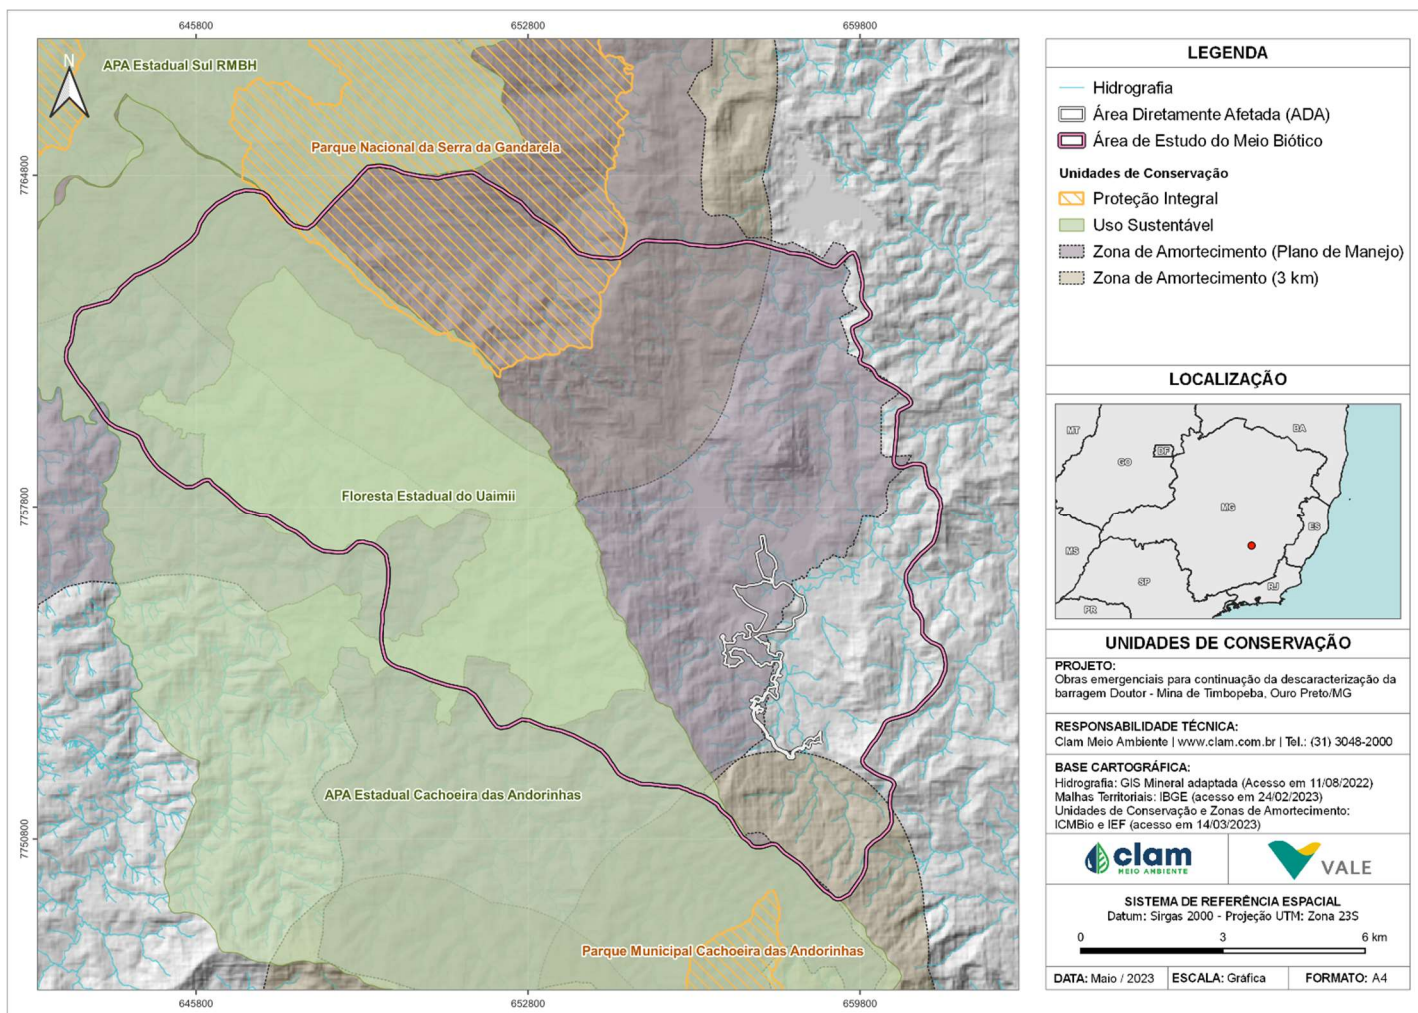 645800
652800
659800
APA Estadual Sul RMBH
N
Parque Nacional da Serra da Gandarela
7764800
7764800
Floresta Estadual do Uaimii
7757800
7757800
APA Estadual Cachoeira das Andorinhas
7750800
7750800
Parque Municipal Cachoeira das Andorinhas
645800
652800
659800
LEGENDA
Hidrografia
Área Diretamente Afetada (ADA)
Área de Estudo do Meio Biótico
Unidades de Conservação
Proteção Integral
Uso Sustentável
Zona de Amortecimento (Plano de Manejo)
Zona de Amortecimento (3 km)
LOCALIZAÇÃO
MT
BA
DF
GO
MG
ES
MS
SP
RJ
PR
UNIDADES DE CONSERVAÇÃO
PROJETO:
Obras emergenciais para continuação da descaracterização da
barragem Doutor - Mina de Timbopeba, Ouro Preto/MG
RESPONSABILIDADE TÉCNICA:
Clam Meio Ambiente | www.clam.com.br | Tel.: (31) 3048-2000
BASE CARTOGRÁFICA:
Hidrografia: GIS Mineral adaptada (Acesso em 11/08/2022)
Malhas Territoriais: IBGE (acesso em 24/02/2023)
Unidades de Conservação e Zonas de Amortecimento:
ICMBio e IEF (acesso em 14/03/2023)
clam
MEIO AMBIENTE
VALE
SISTEMA DE REFERÊNCIA ESPACIAL
Datum: Sirgas 2000 - Projeção UTM: Zona 23S
0 3 6 km
DATA: Maio / 2023 ESCALA: Gráfica FORMATO: A4